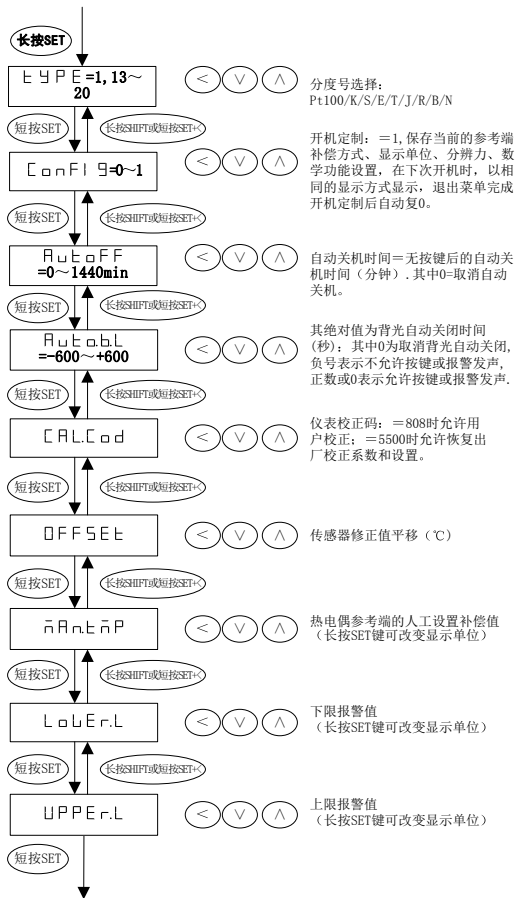 长按SET
tYPE=1,13～
20
< ∨ ∧
分度号选择：
Pt100/K/S/E/T/J/R/B/N
短按SET
长按SHIFT或短按SET+<
ConFIG=0～1
< ∨ ∧
开机定制：＝1,保存当前的参考端
补偿方式、显示单位、分辨力、数
学功能设置，在下次开机时，以相
同的显示方式显示，退出菜单完成
开机定制后自动复0。
短按SET
长按SHIFT或短按SET+<
AutoFF
=0～1440min
< ∨ ∧
自动关机时间＝无按键后的自动关
机时间（分钟）.其中0=取消自动
关机。
短按SET
长按SHIFT或短按SET+<
Auto.b.L
=−600～+600
< ∨ ∧
其绝对值为背光自动关闭时间
(秒)；其中0为取消背光自动关闭,
负号表示不允许按键或报警发声,
正数或0表示允许按键或报警发声.
短按SET
长按SHIFT或短按SET+<
CAL.Cod
< ∨ ∧
仪表校正码：＝808时允许用
户校正；＝5500时允许恢复出
厂校正系数和设置。
短按SET
长按SHIFT或短按SET+<
OFFSEt
< ∨ ∧
传感器修正值平移（℃）
短按SET
长按SHIFT或短按SET+<
mAn.tmP
< ∨ ∧
热电偶参考端的人工设置补偿值
（长按SET键可改变显示单位）
短按SET
长按SHIFT或短按SET+<
LoWEr.L
< ∨ ∧
下限报警值
（长按SET键可改变显示单位）
短按SET
长按SHIFT或短按SET+<
UPPEr.L
< ∨ ∧
上限报警值
（长按SET键可改变显示单位）
短按SET